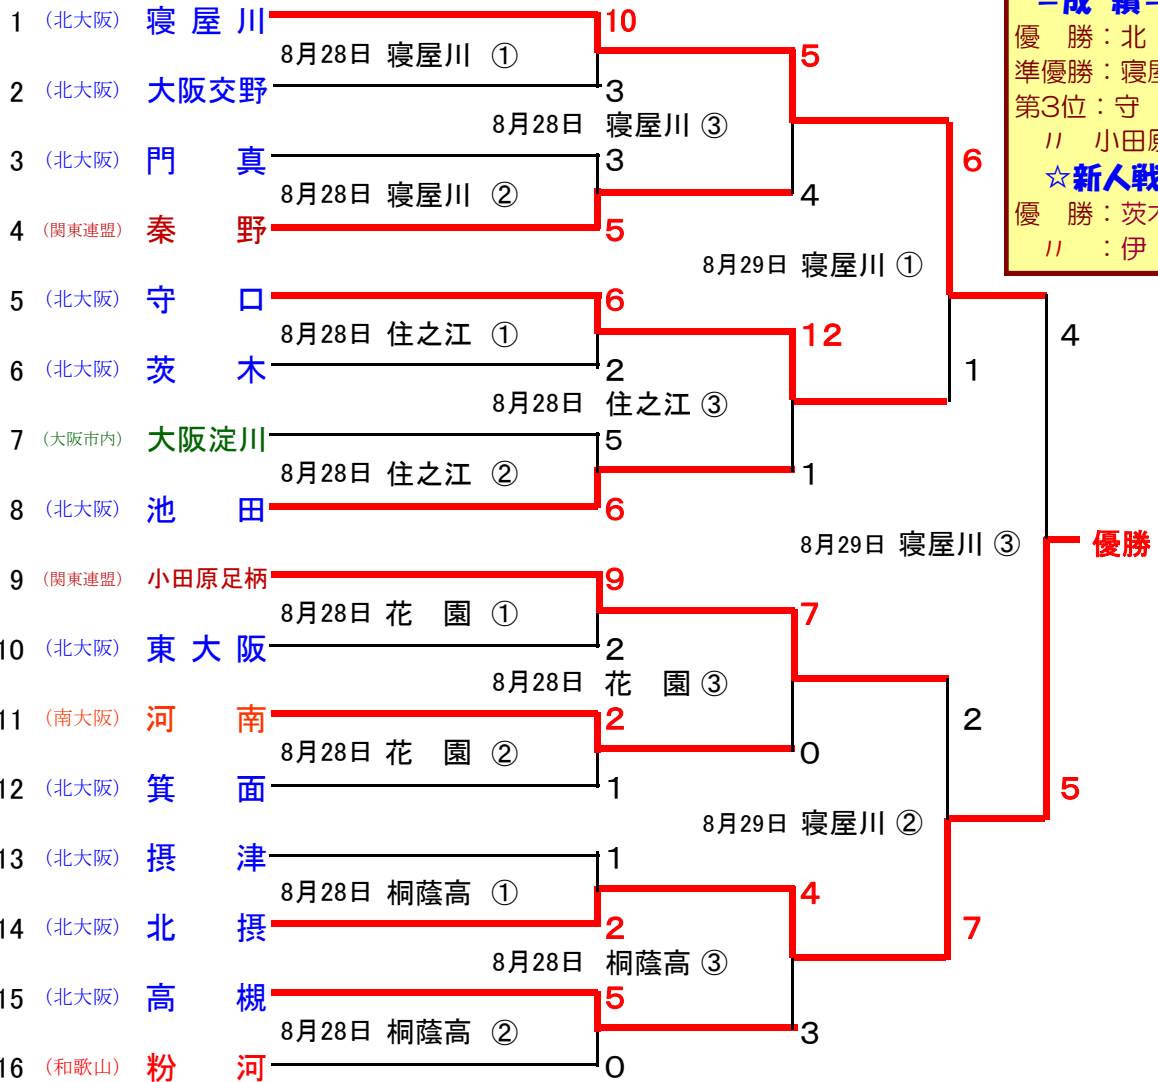 1 (北大阪) 寝屋川 10
8月28日 寝屋川 ① 5
2 (北大阪) 大阪交野 3
8月28日 寝屋川 ③ 6
3 (北大阪) 門 真 3
8月28日 寝屋川 ② 4
4 (関東連盟) 秦 野 5
8月29日 寝屋川 ①
5 (北大阪) 守 口 6
8月28日 住之江 ① 12 4
6 (北大阪) 茨 木 2 1
8月28日 住之江 ③
7 (大阪市内) 大阪淀川 5
8月28日 住之江 ② 1
8 (北大阪) 池 田 6
8月29日 寝屋川 ③ 優勝
9 (関東連盟) 小田原足柄 9
8月28日 花 園 ① 7
10 (北大阪) 東大阪 2
8月28日 花 園 ③
11 (南大阪) 河 南 2 2
8月28日 花 園 ② 0
12 (北大阪) 箕 面 1 5
8月29日 寝屋川 ②
13 (北大阪) 摂 津 1
8月28日 桐蔭高 ① 4
14 (北大阪) 北 摂 2 7
8月28日 桐蔭高 ③
15 (北大阪) 高 槻 5
8月28日 桐蔭高 ② 3
16 (和歌山) 粉 河 0
－成 績－
優 勝：北
準優勝：寝屋
第3位：守
〃 小田原
☆新人戦
優 勝：茨木
〃 ：伊